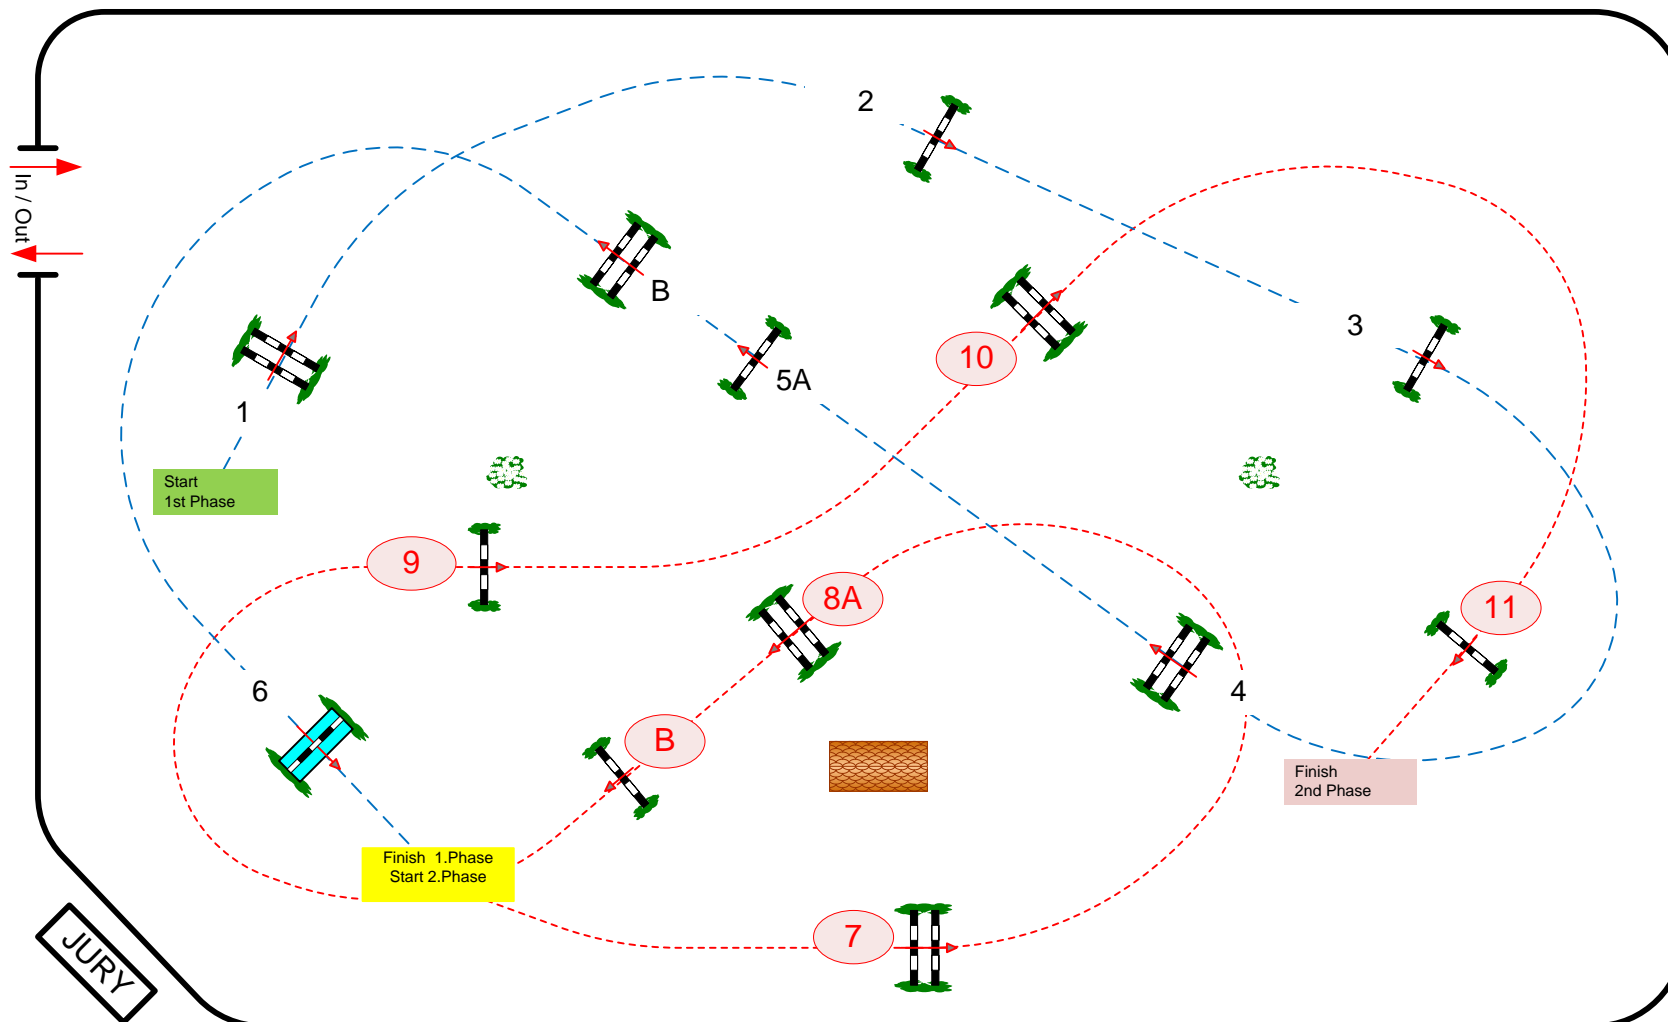 2
In / Out
B
3
10
5A
1
Start
1st Phase
9
8A
11
6
4
B
Finish
2nd Phase
Finish  1.Phase
Start 2.Phase
7
JURY